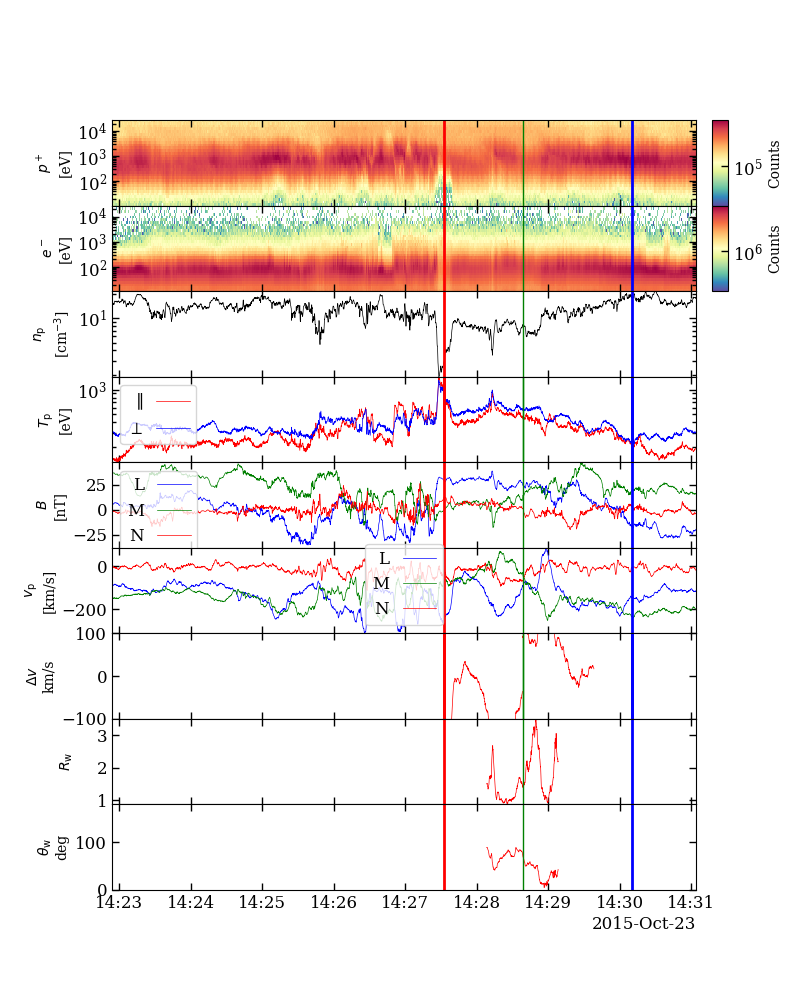 10⁴
10³
10²
p⁺
[eV]
10⁵
Counts
10⁴
10³
10²
e⁻
[eV]
10⁶
Counts
10¹
nₚ
[cm⁻³]
10³
Tₚ
[eV]
∥
⊥
25
0
−25
B
[nT]
L
M
N
0
−200
vₚ
[km/s]
L
M
N
100
0
−100
Δv
km/s
3
2
1
R_w
100
0
θ_w
deg
14:23 14:24 14:25 14:26 14:27 14:28 14:29 14:30 14:31
2015-Oct-23